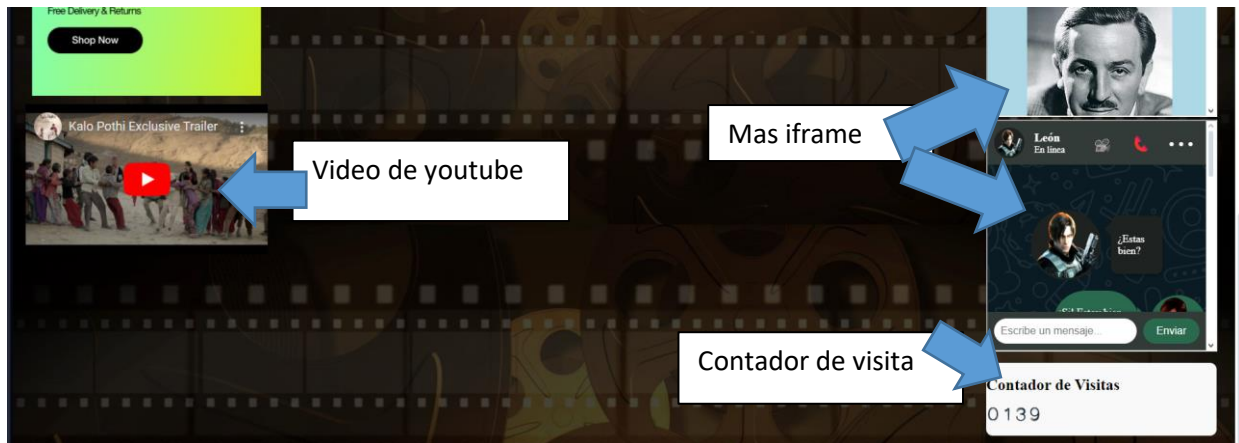 Free Delivery & Returns
Shop Now
Kalo Pothi Exclusive Trailer
Video de youtube
Mas iframe
León
En linea
¿Estas
bien?
Escribe un mensaje...
Enviar
Contador de visita
Contador de Visitas
0139